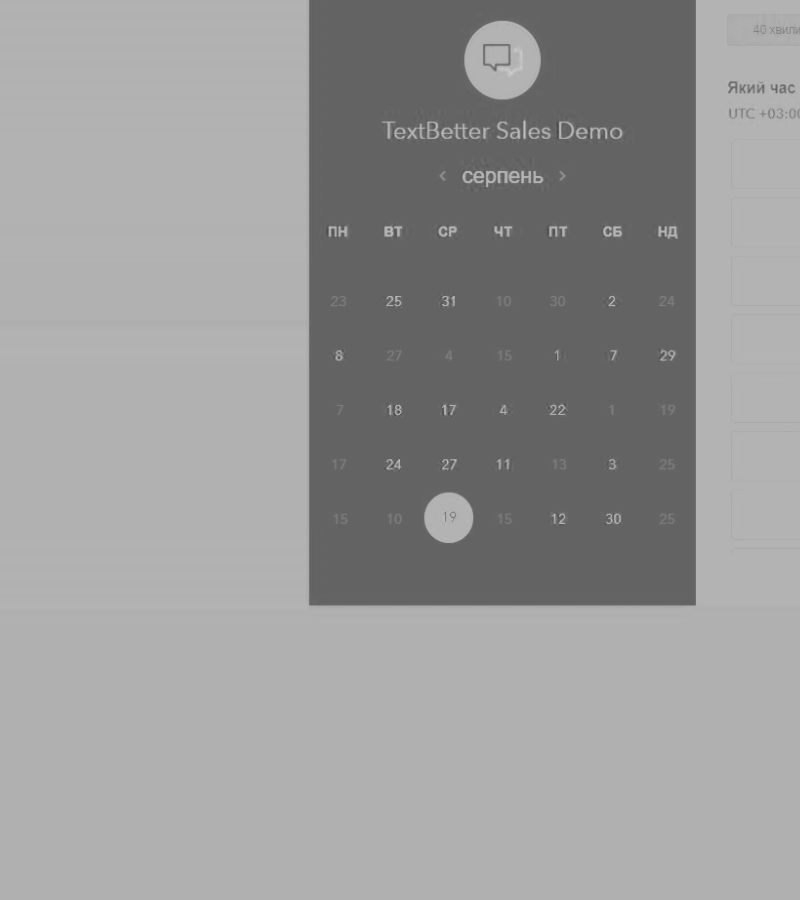 40 хвили
TextBetter Sales Demo
Який час
UTC +03:00
‹ серпень ›
ПН ВТ СР ЧТ ПТ СБ НД
23 25 31 10 30 2 24
8 27 4 15 1 7 29
7 18 17 4 22 1 19
17 24 27 11 13 3 25
15 10 19 15 12 30 25